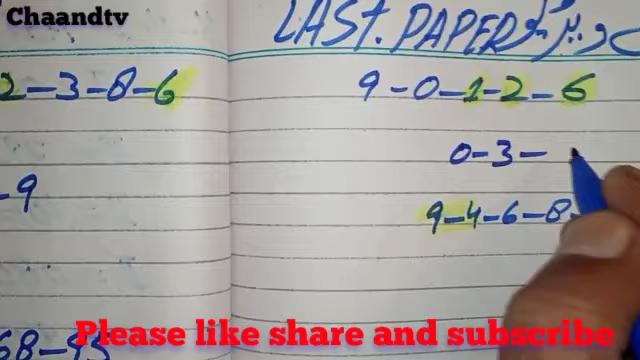 Chaandtv
LAST. PAPER
2-3-8-6
-9
68-95
9-0-1-2-6
0-3-
9-4-6-8-
Please like share and subscribe